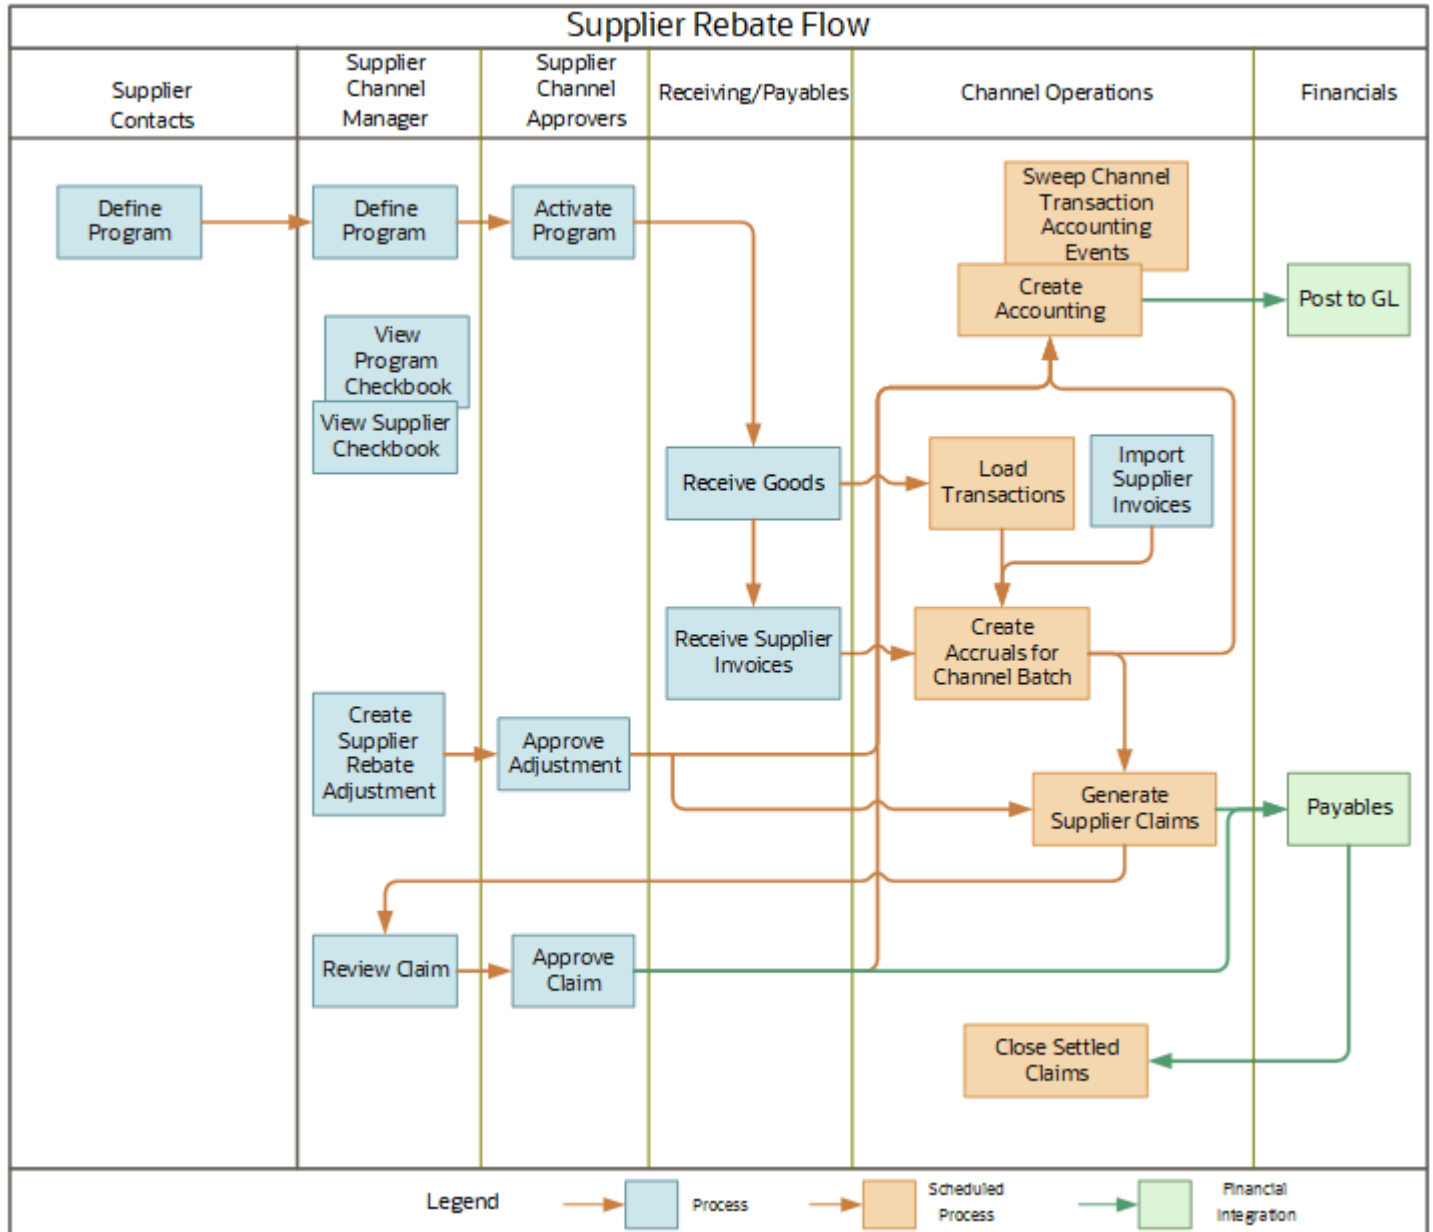 Supplier Rebate Flow
Supplier
Contacts
Supplier
Channel
Manager
Supplier
Channel
Approvers
Receiving/Payables
Channel Operations
Financials
Define
Program
Define
Program
Activate
Program
Sweep Channel
Transaction
Accounting
Events
Create
Accounting
Post to GL
View
Program
Checkbook
View Supplier
Checkbook
Receive Goods
Load
Transactions
Import
Supplier
Invoices
Receive Supplier
Invoices
Create
Accruals for
Channel Batch
Create
Supplier
Rebate
Adjustment
Approve
Adjustment
Generate
Supplier Claims
Payables
Review Claim
Approve
Claim
Close Settled
Claims
Legend
Process
Scheduled
Process
Financial
Integration